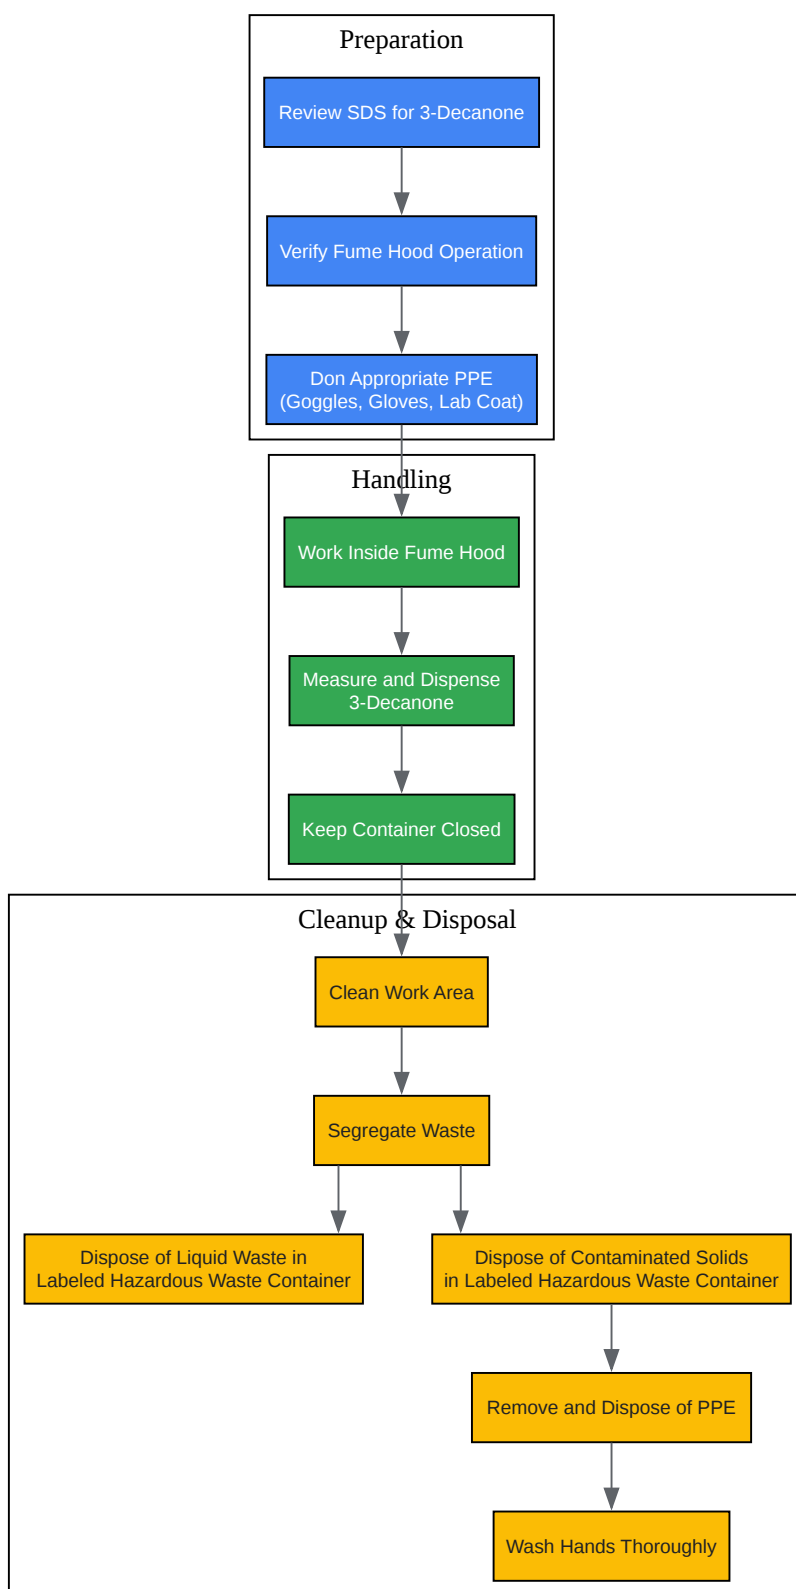 Preparation
Review SDS for 3-Decanone
Verify Fume Hood Operation
Don Appropriate PPE
(Goggles, Gloves, Lab Coat)
Handling
Work Inside Fume Hood
Measure and Dispense
3-Decanone
Keep Container Closed
Cleanup & Disposal
Clean Work Area
Segregate Waste
Dispose of Liquid Waste in
Labeled Hazardous Waste Container
Dispose of Contaminated Solids
in Labeled Hazardous Waste Container
Remove and Dispose of PPE
Wash Hands Thoroughly